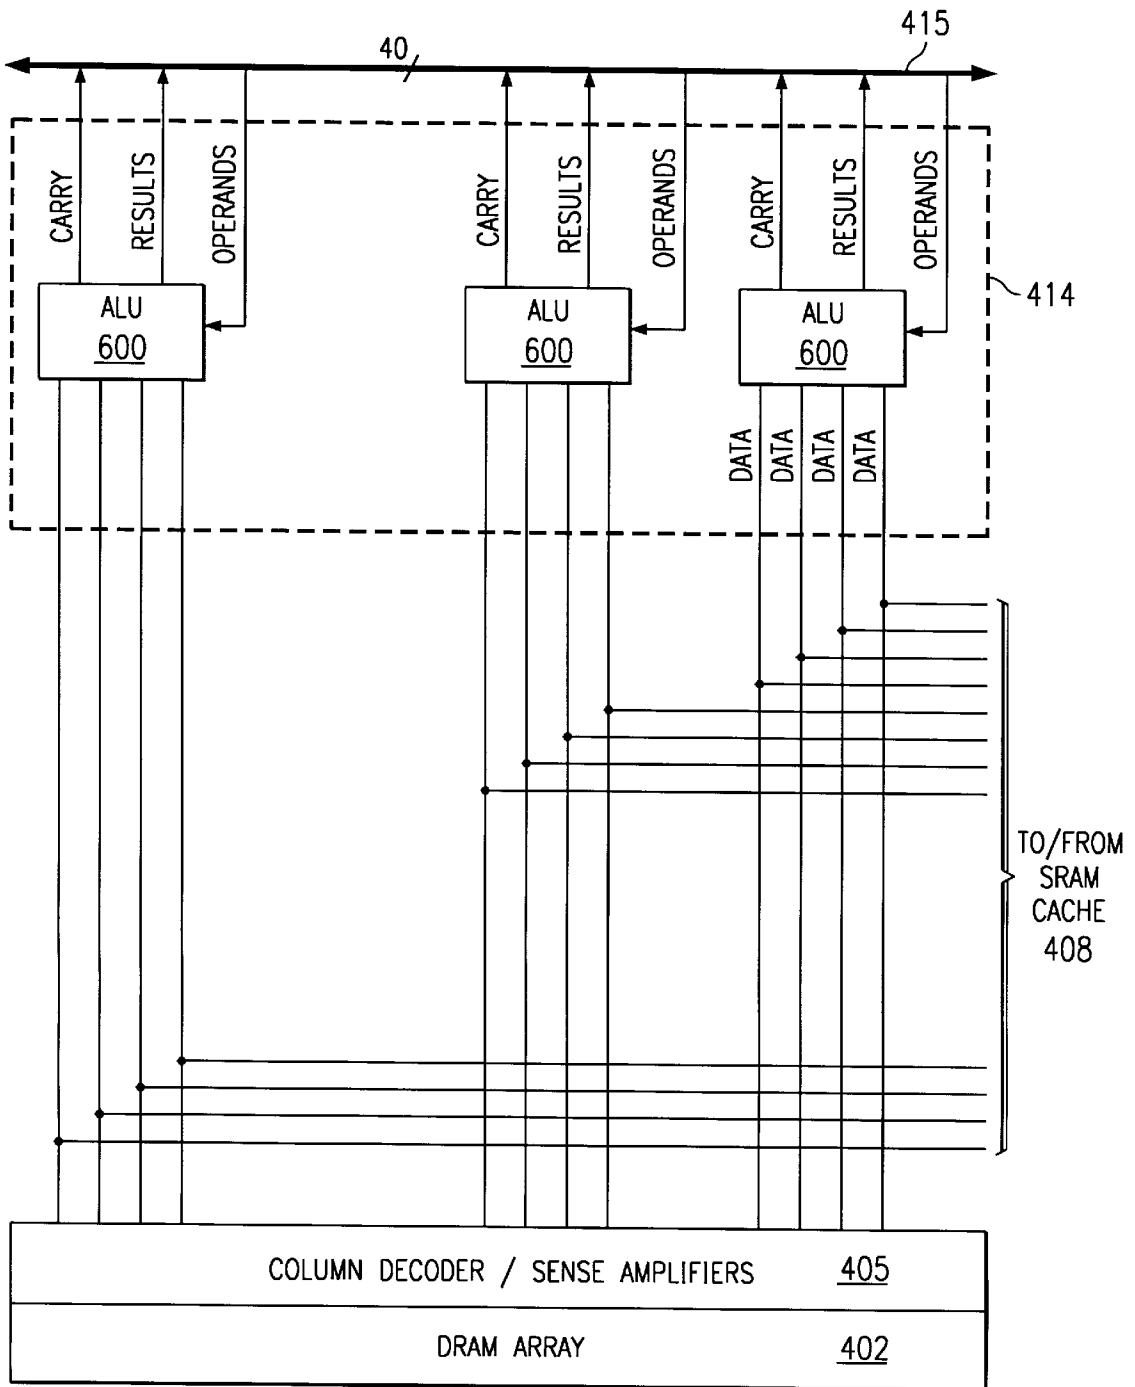 415
40
CARRY
RESULTS
OPERANDS
CARRY
RESULTS
OPERANDS
CARRY
RESULTS
OPERANDS
414
ALU
600
ALU
600
ALU
600
DATA
DATA
DATA
DATA
TO/FROM
SRAM
CACHE
408
COLUMN DECODER / SENSE AMPLIFIERS 405
DRAM ARRAY 402